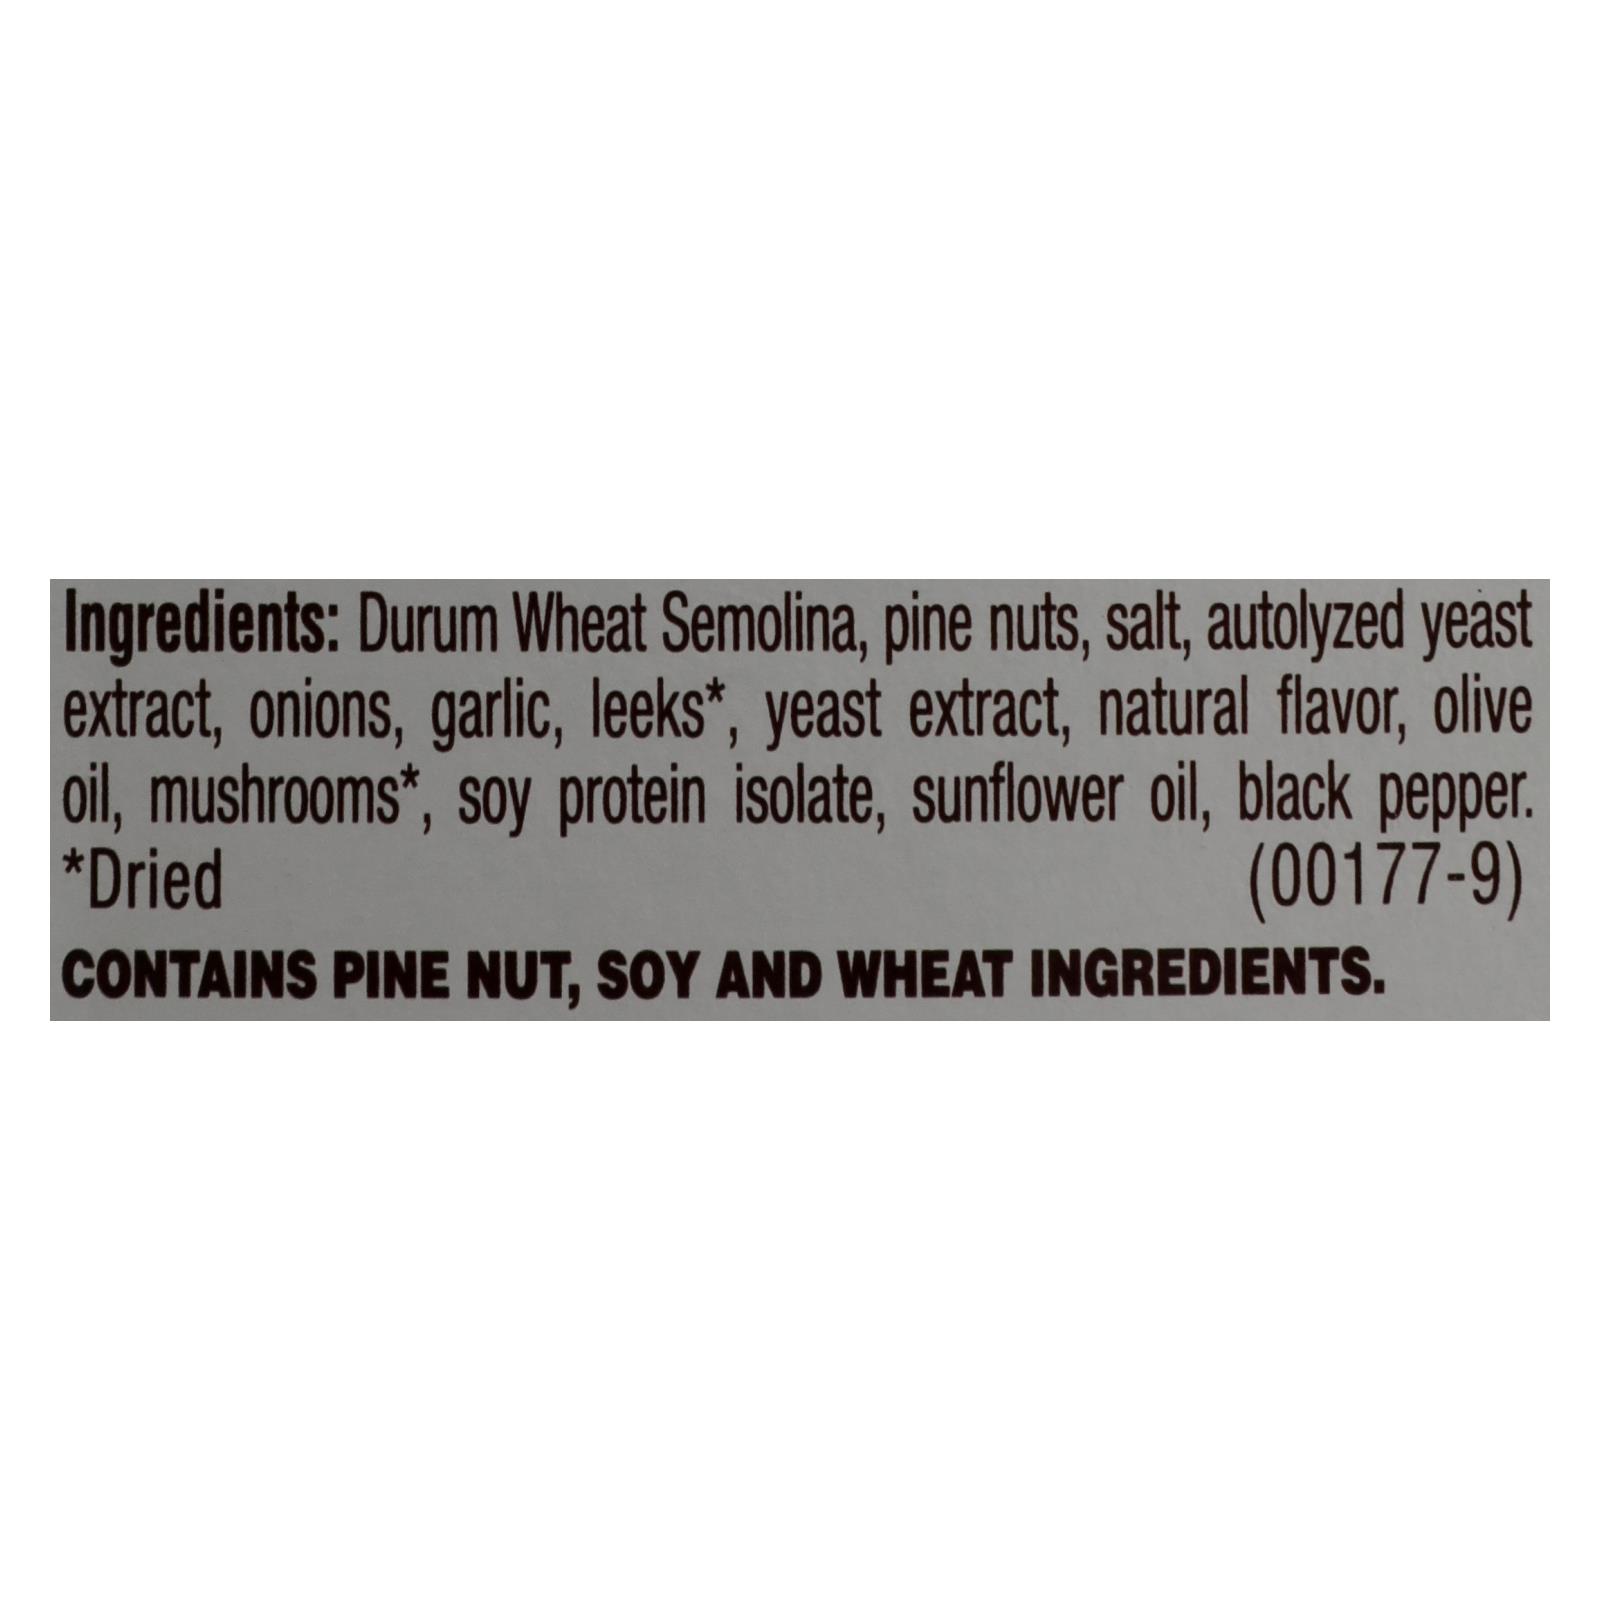 Ingredients: Durum Wheat Semolina, pine nuts, salt, autolyzed yeast
extract, onions, garlic, leeks*, yeast extract, natural flavor, olive
oil, mushrooms*, soy protein isolate, sunflower oil, black pepper.
*Dried (00177-9)
CONTAINS PINE NUT, SOY AND WHEAT INGREDIENTS.